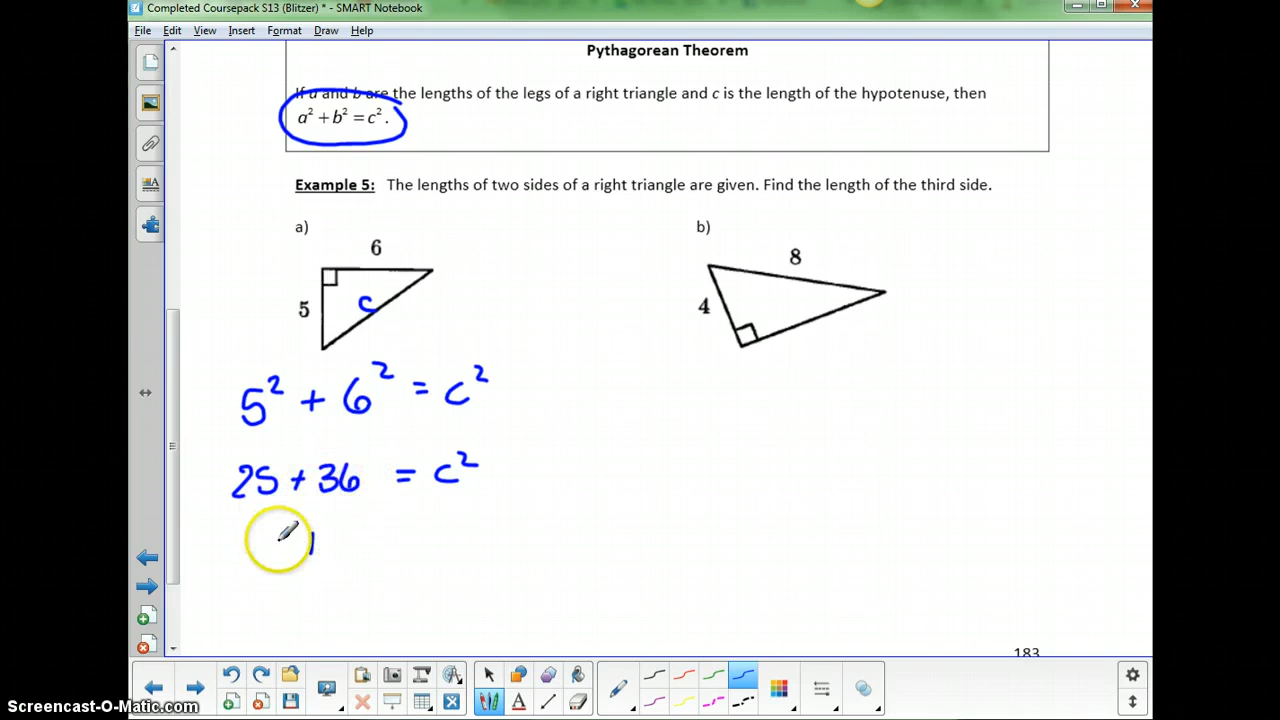 Completed Coursepack S13 (Blitzer) * - SMART Notebook
File Edit View Insert Format Draw Help
Pythagorean Theorem
If a and b are the lengths of the legs of a right triangle and c is the length of the hypotenuse, then
a² + b² = c².
Example 5: The lengths of two sides of a right triangle are given. Find the length of the third side.
a) b)
6
5
c
8
4
5² + 6² = c²
25 + 36 = c²
1
183
Screencast-O-Matic.com